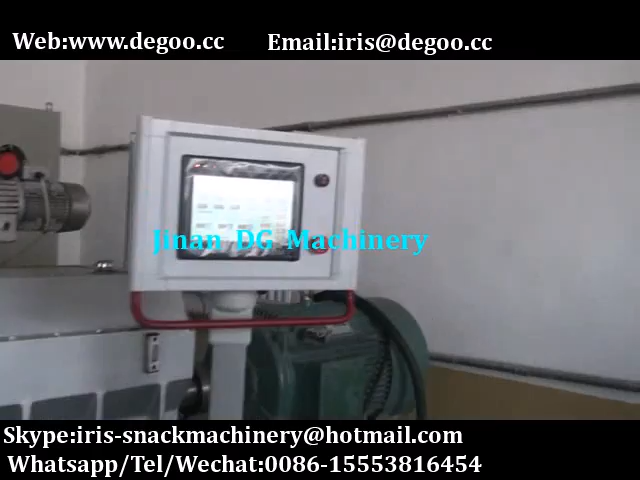 Web:www.degoo.cc Email:iris@degoo.cc
Jinan DG Machinery
Skype:iris-snackmachinery@hotmail.com
Whatsapp/Tel/Wechat:0086-15553816454